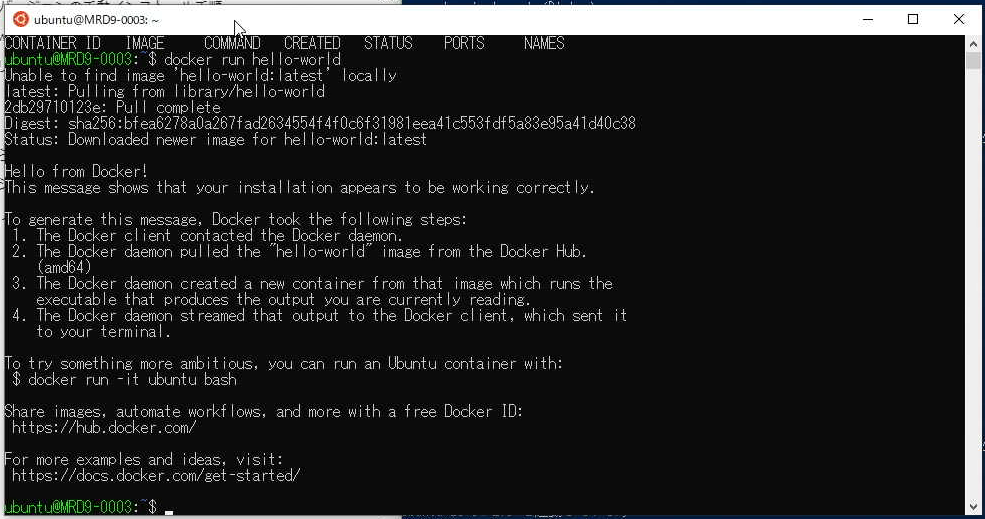 ubuntu@MRD9-0003: ~
CONTAINER ID   IMAGE     COMMAND   CREATED   STATUS    PORTS     NAMES
ubuntu@MRD9-0003:~$ docker run hello-world
Unable to find image 'hello-world:latest' locally
latest: Pulling from library/hello-world
2db29710123e: Pull complete
Digest: sha256:bfea6278a0a267fad2634554f4f0c6f31981eea41c553fdf5a83e95a41d40c38
Status: Downloaded newer image for hello-world:latest

Hello from Docker!
This message shows that your installation appears to be working correctly.

To generate this message, Docker took the following steps:
 1. The Docker client contacted the Docker daemon.
 2. The Docker daemon pulled the "hello-world" image from the Docker Hub.
    (amd64)
 3. The Docker daemon created a new container from that image which runs the
    executable that produces the output you are currently reading.
 4. The Docker daemon streamed that output to the Docker client, which sent it
    to your terminal.

To try something more ambitious, you can run an Ubuntu container with:
 $ docker run -it ubuntu bash

Share images, automate workflows, and more with a free Docker ID:
 https://hub.docker.com/

For more examples and ideas, visit:
 https://docs.docker.com/get-started/

ubuntu@MRD9-0003:~$